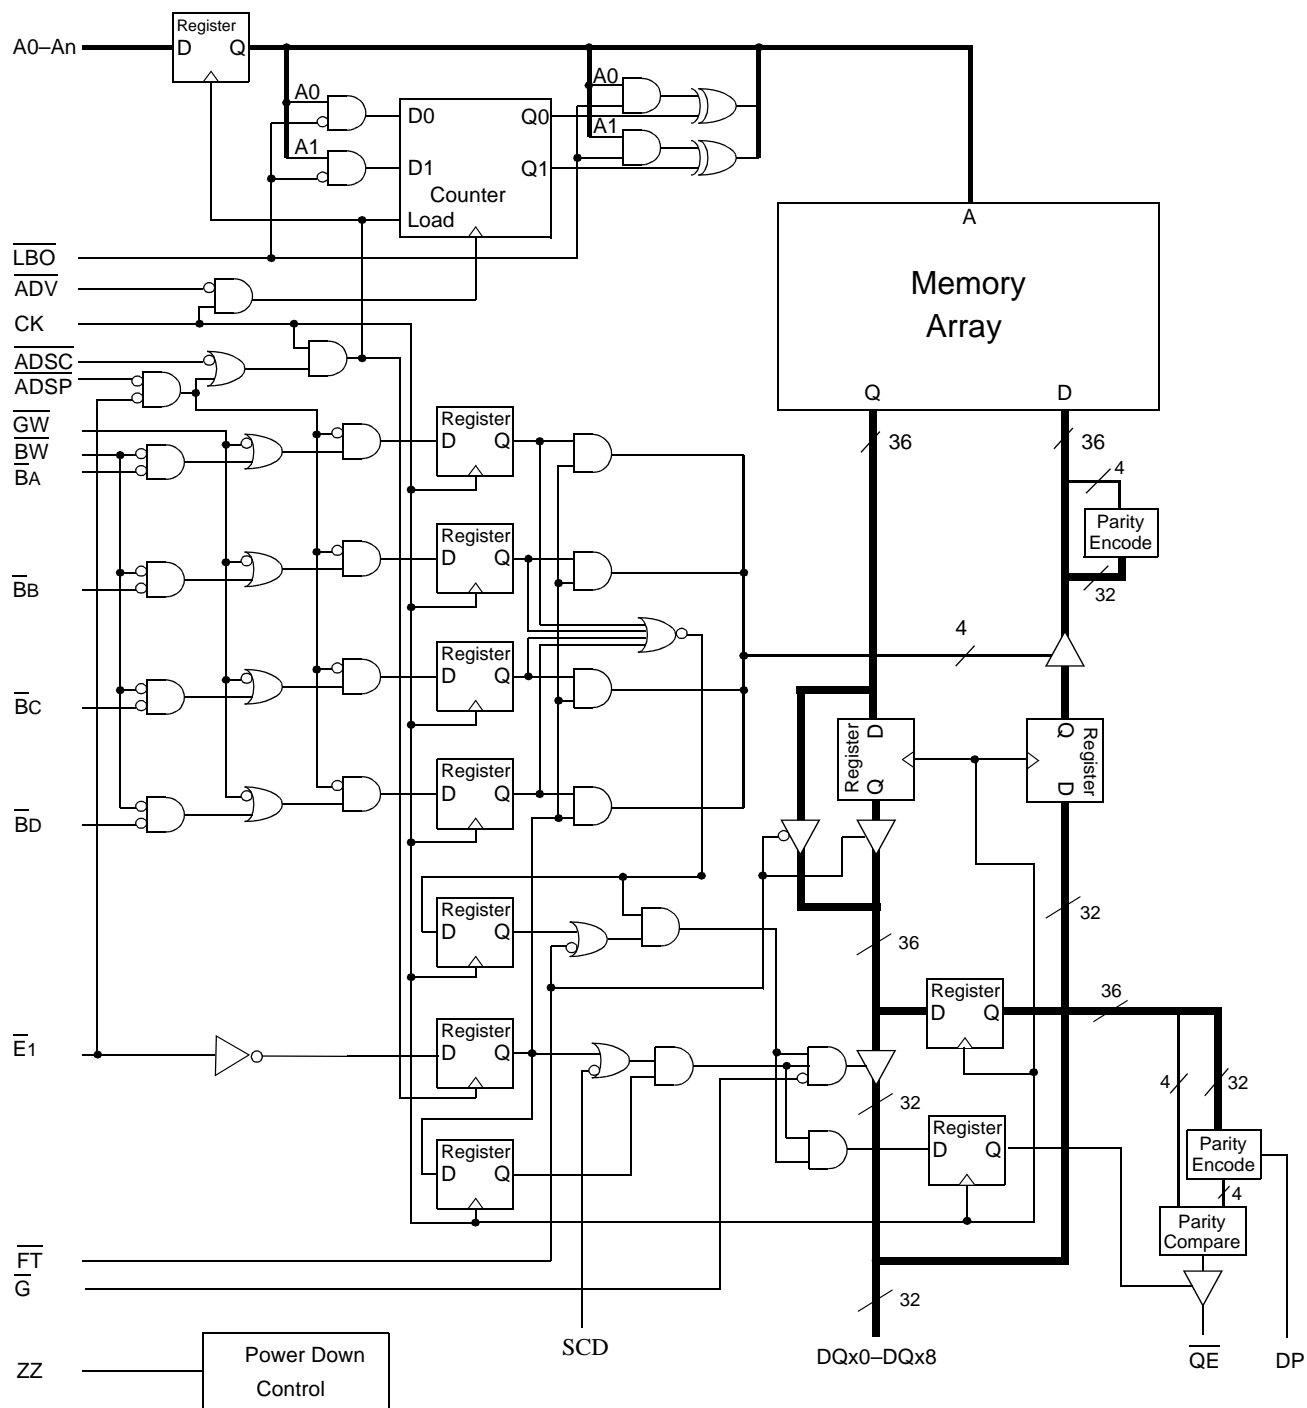 Register
A0–An
D Q
A0
A0
D0
Q0
A1
A1
D1
Q1
Counter
Load
A
LBO
Memory
Array
ADV
CK
ADSC
ADSP
Q
D
Register
GW
D Q
36
36
BW
BA
4
Parity
Encode
Register
D Q
BB
32
4
Register
D Q
BC
Register
D
Q
Q
D
Register
Register
D Q
BD
Register
D Q
32
36
Register
D Q
36
Register
D Q
E1
4
32
32
Register
D Q
Register
D Q
Parity
Encode
4
Parity
Compare
FT
G
32
SCD
DQx0–DQx8
QE
DP
ZZ
Power Down
Control